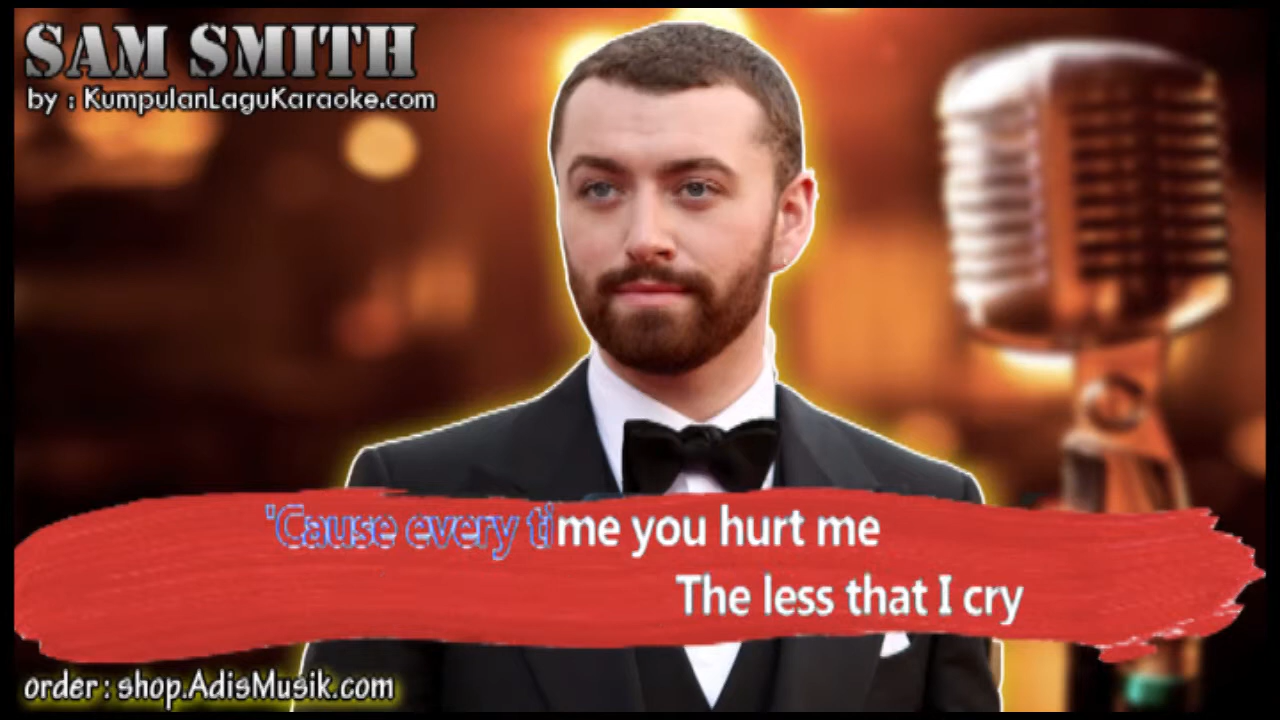 SAM SMITH
by : KumpulanLaguKaraoke.com
'Cause every time you hurt me
The less that I cry
order : shop.AdisMusik.com